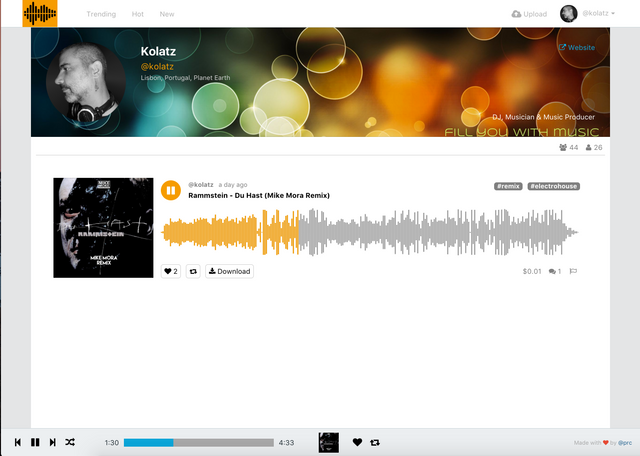 Trending Hot New Upload @kolatz
Kolatz
@kolatz
Lisbon, Portugal, Planet Earth
Website
DJ, Musician & Music Producer
FILL YOU WITH MUSIC
44 26
@kolatz a day ago #remix #electrohouse
Rammstein - Du Hast (Mike Mora Remix)
RAMMSTEIN
MIKE MORA
REMIX
2 Download $0.01 1
1:30 4:33 Made with ❤ by @prc